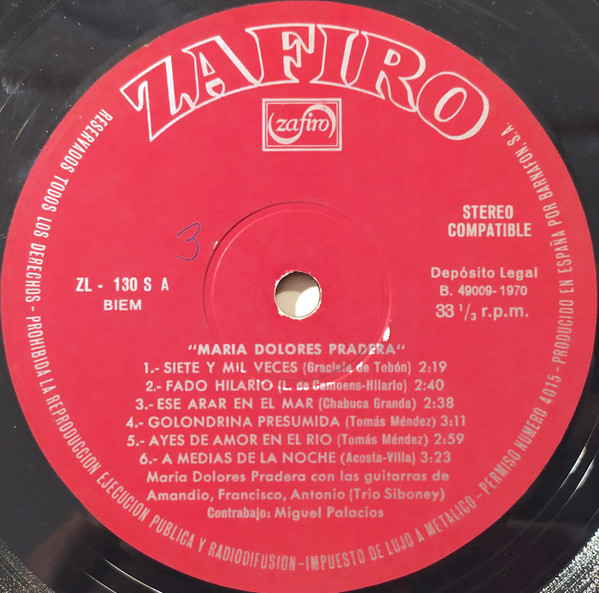 ZAFIRO
zafiro
STEREO
COMPATIBLE
3
ZL - 130 S A
BIEM
Depósito Legal
B. 49009-1970
33 1/3 r.p.m.
"MARIA DOLORES PRADERA"
1.- SIETE Y MIL VECES (Graciela de Tobón) 2:19
2.- FADO HILARIO (L. de Camoens-Hilario) 2:40
3.- ESE ARAR EN EL MAR (Chabuca Granda) 2:38
4.- GOLONDRINA PRESUMIDA (Tomás Méndez) 3:11
5.- AYES DE AMOR EN EL RIO (Tomás Méndez) 2:59
6.- A MEDIAS DE LA NOCHE (Acosta-Villa) 3:23
Maria Dolores Pradera con las guitarras de
Amandio, Francisco, Antonio (Trio Siboney)
Contrabajo: Miguel Palacios
RESERVADOS TODOS LOS DERECHOS - PROHIBIDA LA REPRODUCCION EJECUCION PUBLICA Y RADIODIFUSION-IMPUESTO DE LUJO A METALICO-PERMISO NUMERO 4015-PRODUCIDO EN ESPAÑA POR BARNAFON, S.A.